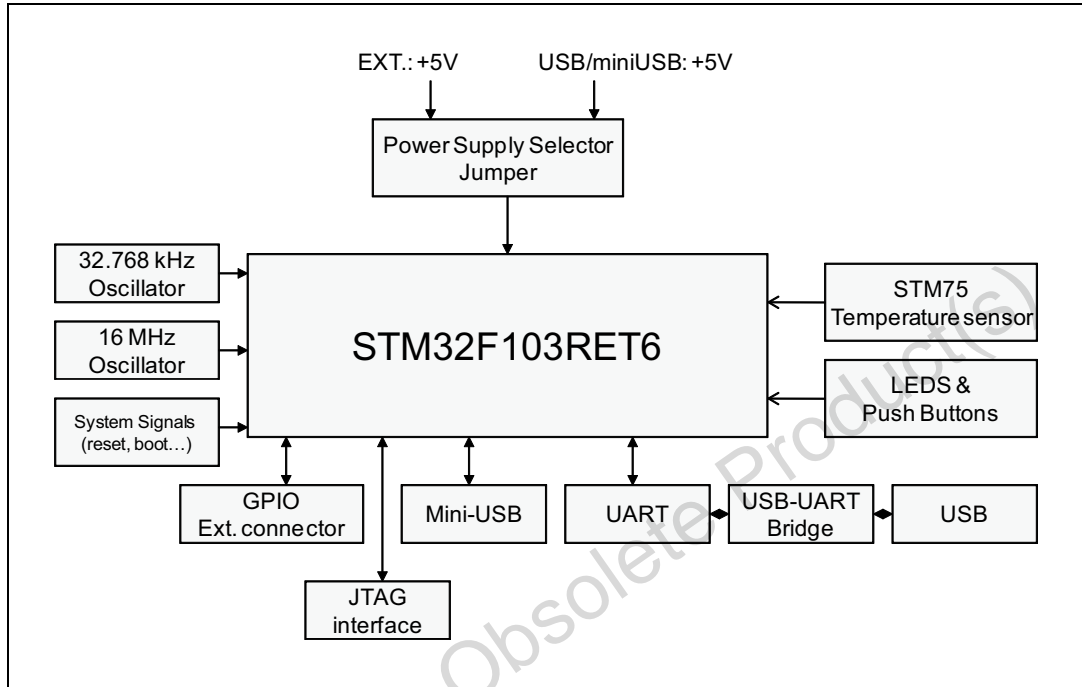 EXT.: +5V
USB/miniUSB: +5V
Power Supply Selector
Jumper
32.768 kHz
Oscillator
16 MHz
Oscillator
System Signals
(reset, boot…)
STM32F103RET6
STM75
Temperature sensor
LEDS &
Push Buttons
GPIO
Ext. connector
Mini-USB
UART
USB-UART
Bridge
USB
JTAG
interface
Obsolete Product(s)